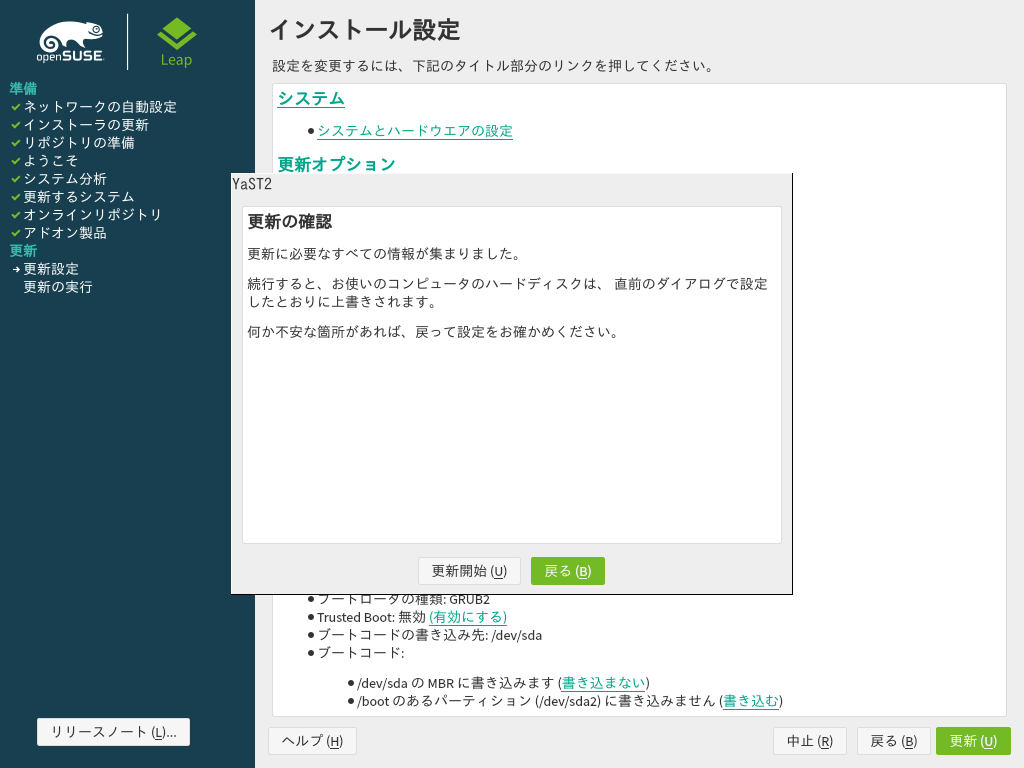 openSUSE
Leap
準備
ネットワークの自動設定
インストーラの更新
リポジトリの準備
ようこそ
システム分析
更新するシステム
オンラインリポジトリ
アドオン製品
更新
更新設定
更新の実行
リリースノート (L)...
インストール設定
設定を変更するには、下記のタイトル部分のリンクを押してください。
システム
システムとハードウエアの設定
更新オプション
YaST2
更新の確認
更新に必要なすべての情報が集まりました。
続行すると、お使いのコンピュータのハードディスクは、 直前のダイアログで設定
したとおりに上書きされます。
何か不安な箇所があれば、戻って設定をお確かめください。
更新開始 (U)
戻る (B)
ブートローダの種類: GRUB2
Trusted Boot: 無効 (有効にする)
ブートコードの書き込み先: /dev/sda
ブートコード:
/dev/sda の MBR に書き込みます (書き込まない)
/boot のあるパーティション (/dev/sda2) に書き込みません (書き込む)
ヘルプ (H)
中止 (R)
戻る (B)
更新 (U)